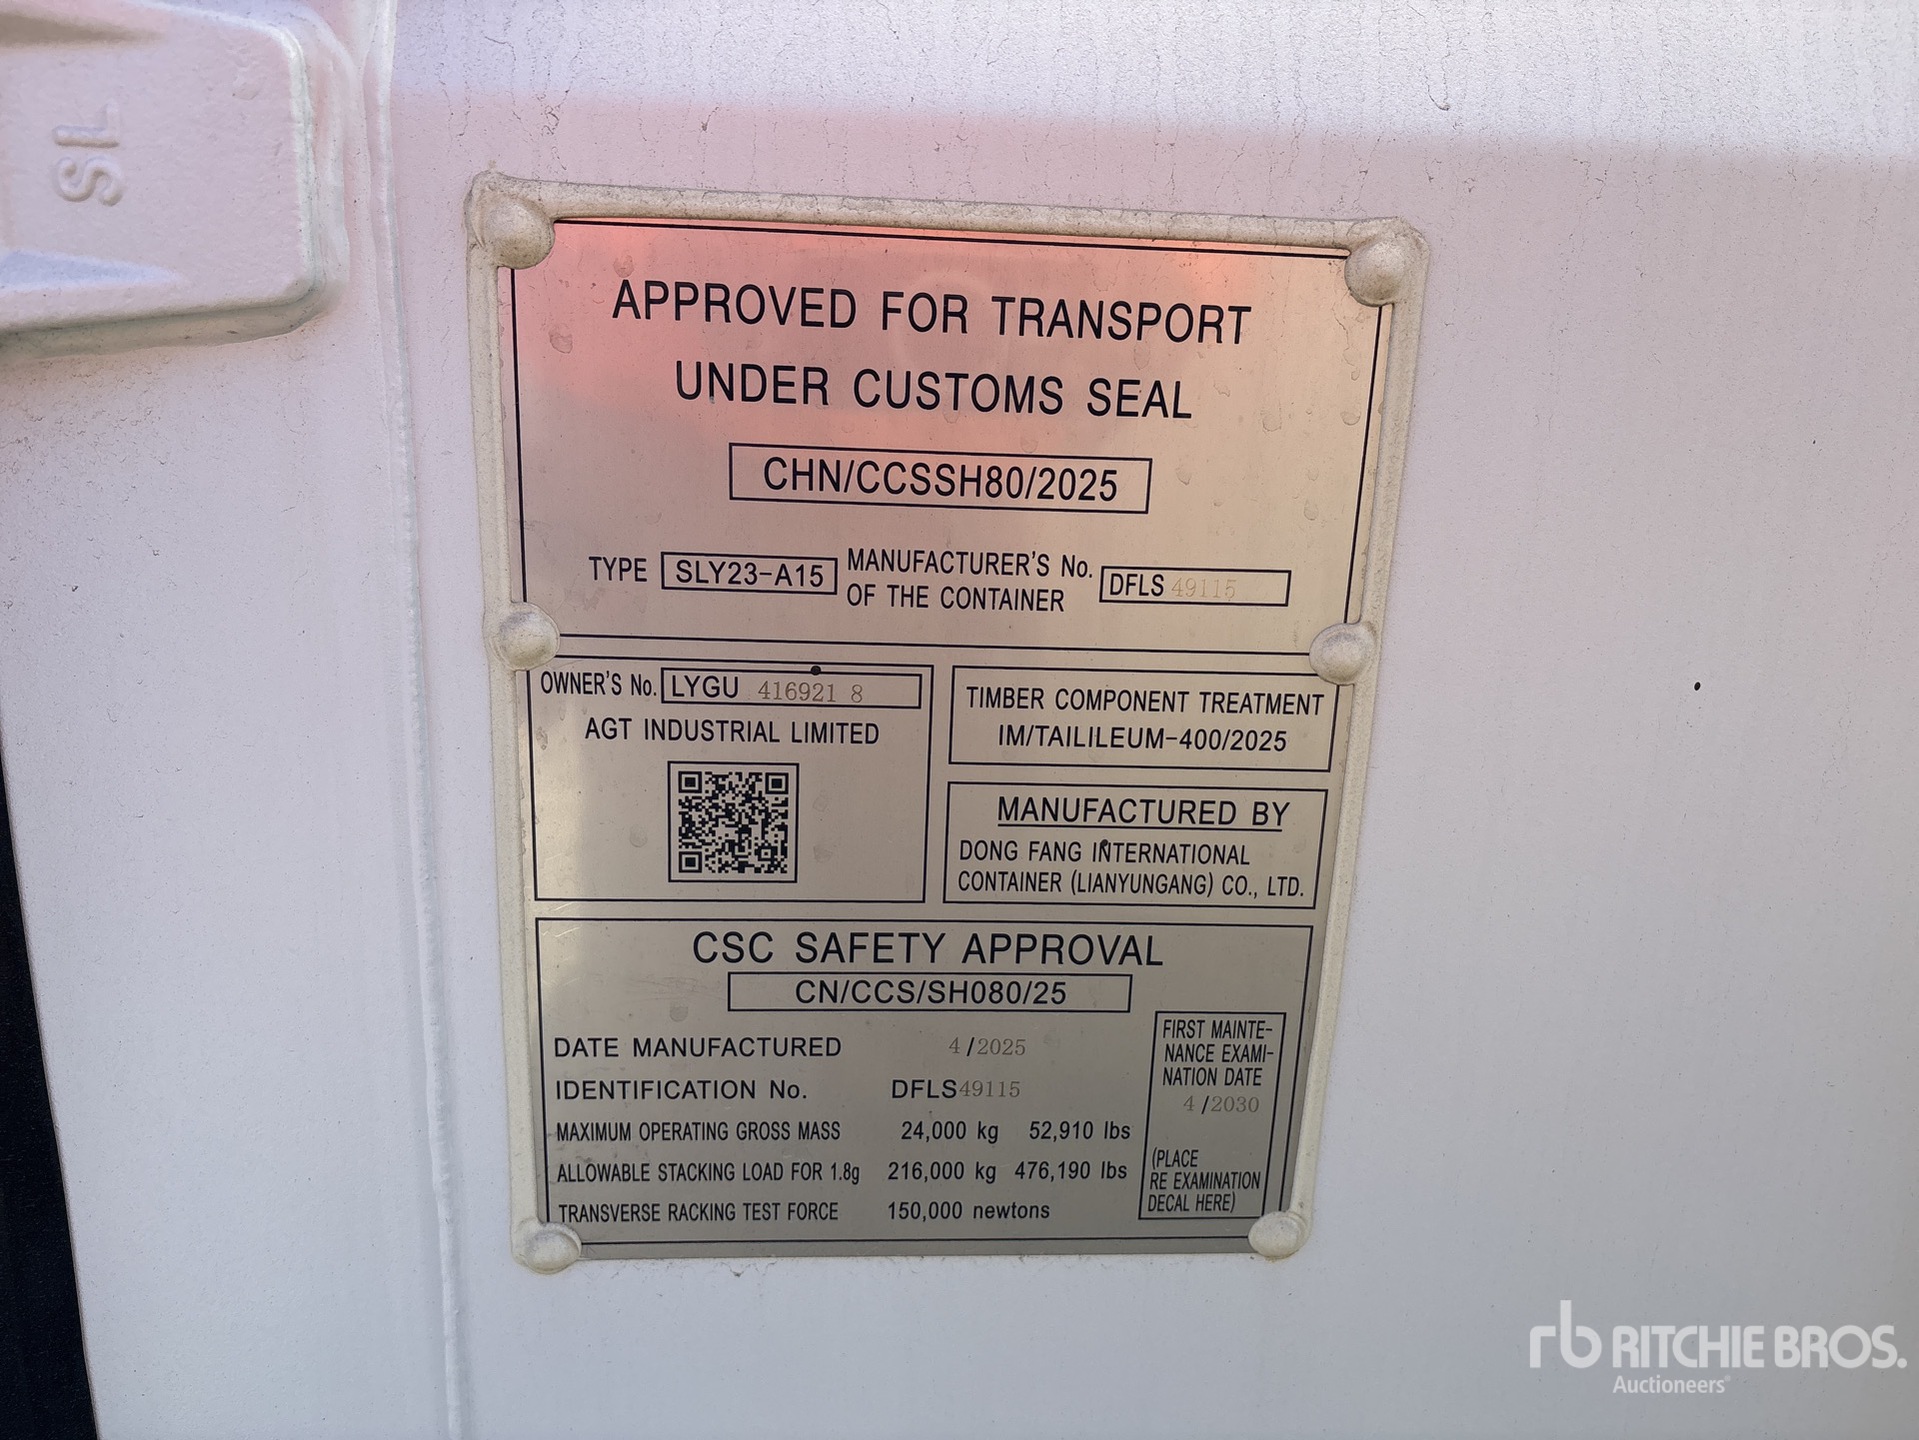 SL
APPROVED FOR TRANSPORT
UNDER CUSTOMS SEAL
CHN/CCSSH80/2025
TYPE SLY23-A15 MANUFACTURER'S No. OF THE CONTAINER DFLS 49115
OWNER'S No. LYGU 416921 8
AGT INDUSTRIAL LIMITED
TIMBER COMPONENT TREATMENT
IM/TAILILEUM-400/2025
MANUFACTURED BY
DONG FANG INTERNATIONAL
CONTAINER (LIANYUNGANG) CO., LTD.
CSC SAFETY APPROVAL
CN/CCS/SH080/25
DATE MANUFACTURED 4/2025
IDENTIFICATION No. DFLS49115
MAXIMUM OPERATING GROSS MASS 24,000 kg 52,910 lbs
ALLOWABLE STACKING LOAD FOR 1.8g 216,000 kg 476,190 lbs
TRANSVERSE RACKING TEST FORCE 150,000 newtons
FIRST MAINTE-
NANCE EXAMI-
NATION DATE
4/2030
(PLACE
RE EXAMINATION
DECAL HERE)
rb RITCHIE BROS.
Auctioneers